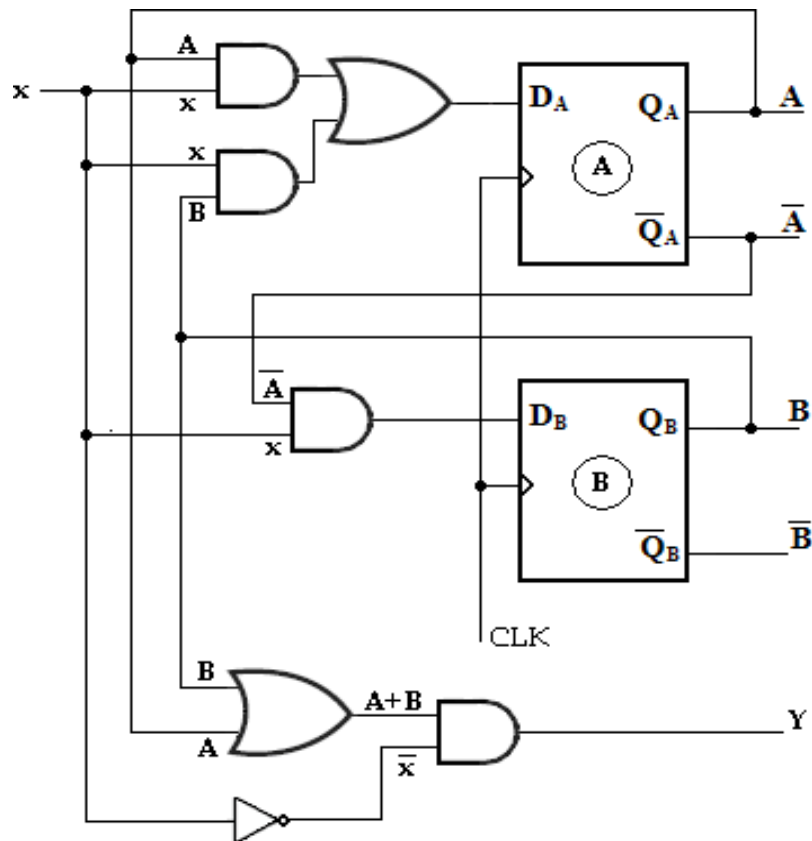 A
x
x
x
B
D_A Q_A A
A
Q̅_A A̅
A̅
x
D_B Q_B B
B
Q̅_B B̅
CLK
B
A
A+B
x̅
Y